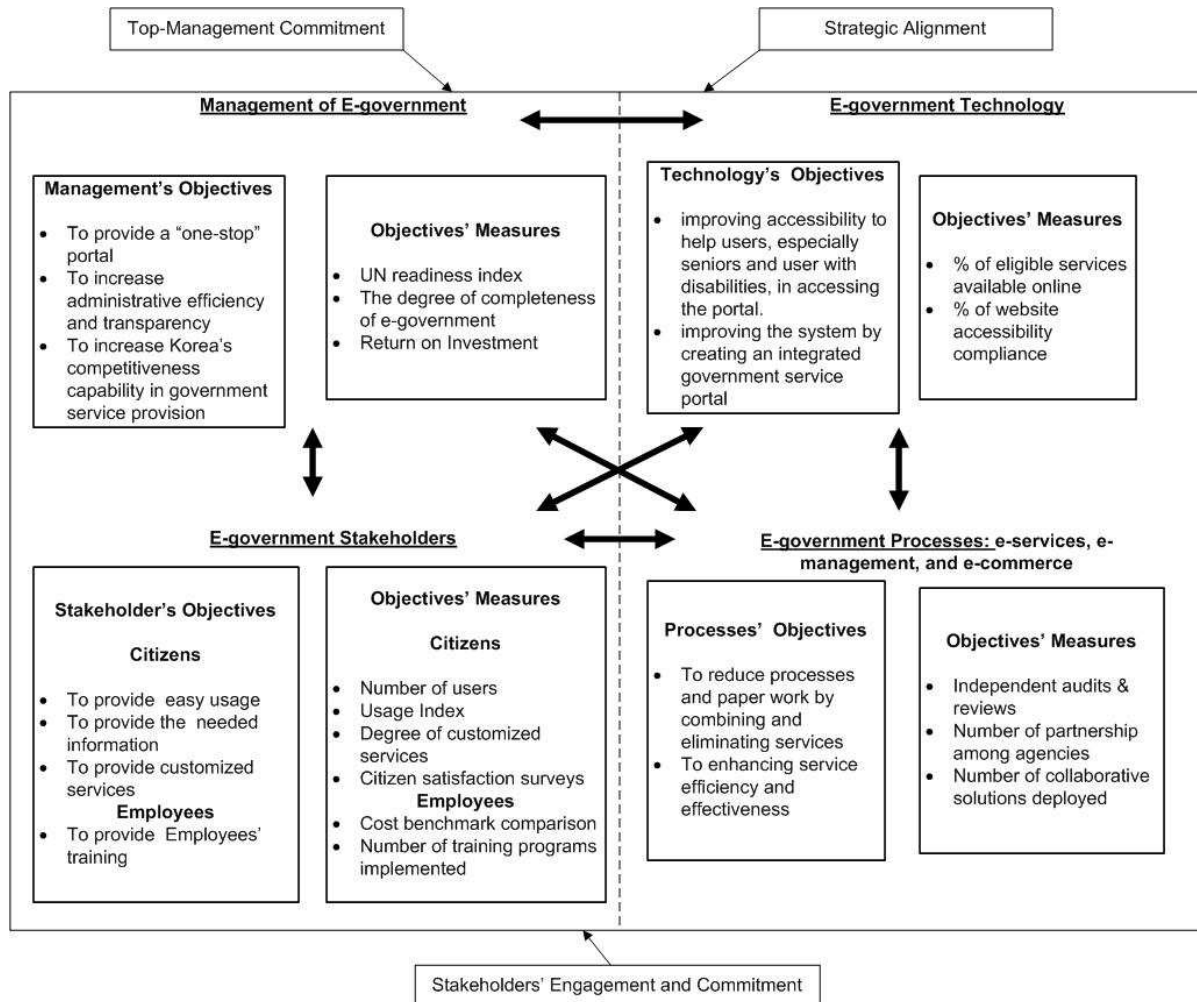 Top-Management Commitment
Strategic Alignment
Management of E-government
E-government Technology
Management's Objectives
• To provide a "one-stop"
portal
• To increase
administrative efficiency
and transparency
• To increase Korea's
competitiveness
capability in government
service provision
Objectives' Measures
• UN readiness index
• The degree of completeness
of e-government
• Return on Investment
Technology's Objectives
• improving accessibility to
help users, especially
seniors and user with
disabilities, in accessing
the portal.
• improving the system by
creating an integrated
government service
portal
Objectives' Measures
• % of eligible services
available online
• % of website
accessibility
compliance
E-government Stakeholders
E-government Processes: e-services, e-
management, and e-commerce
Stakeholder's Objectives
Citizens
• To provide easy usage
• To provide the needed
information
• To provide customized
services
Employees
• To provide Employees'
training
Objectives' Measures
Citizens
• Number of users
• Usage Index
• Degree of customized
services
• Citizen satisfaction surveys
Employees
• Cost benchmark comparison
• Number of training programs
implemented
Processes' Objectives
• To reduce processes
and paper work by
combining and
eliminating services
• To enhancing service
efficiency and
effectiveness
Objectives' Measures
• Independent audits &
reviews
• Number of partnership
among agencies
• Number of collaborative
solutions deployed
Stakeholders' Engagement and Commitment